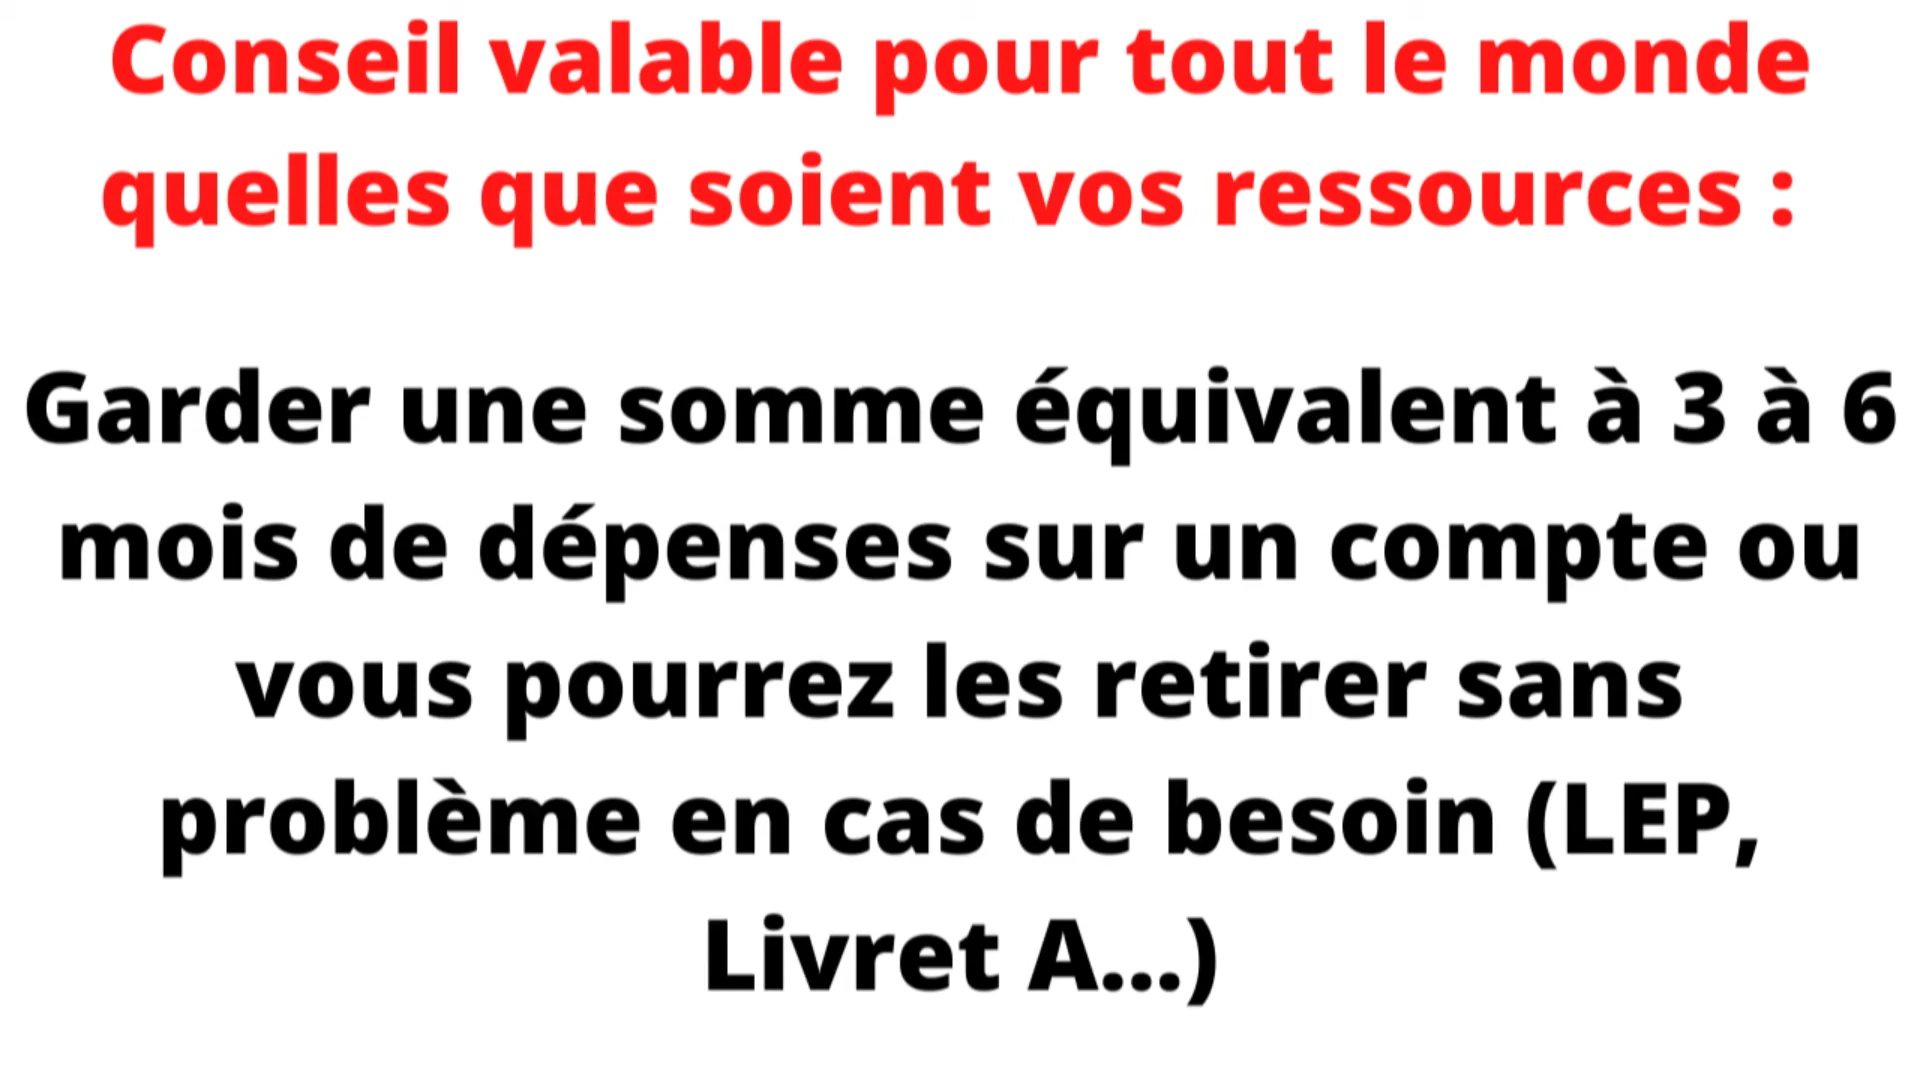 Conseil valable pour tout le monde
quelles que soient vos ressources :
Garder une somme équivalent à 3 à 6
mois de dépenses sur un compte ou
vous pourrez les retirer sans
problème en cas de besoin (LEP,
Livret A...)